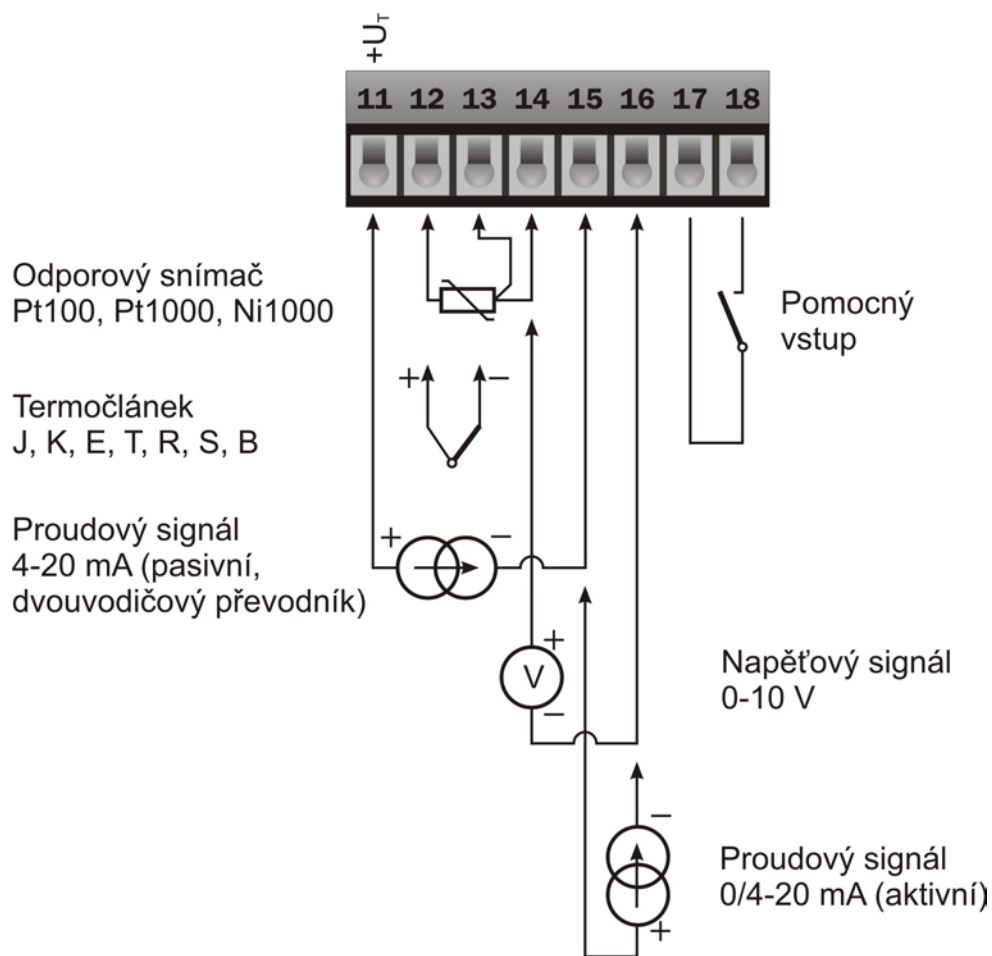 +U_T
11 12 13 14 15 16 17 18
Odporový snímač
Pt100, Pt1000, Ni1000
Pomocný
vstup
+ −
Termočlánek
J, K, E, T, R, S, B
Proudový signál
4-20 mA (pasivní,
dvouvodičový převodník)
+ −
+
V
−
Napěťový signál
0-10 V
−
Proudový signál
0/4-20 mA (aktivní)
+